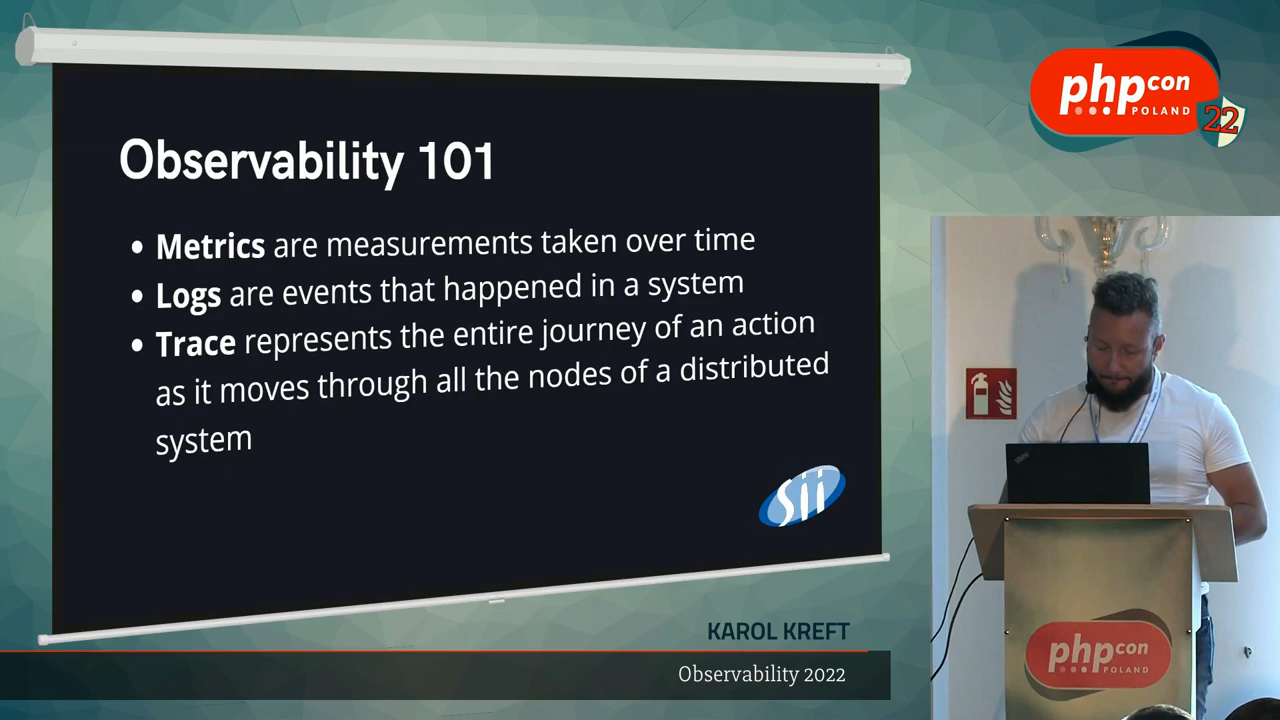 php con
POLAND
22
Observability 101
• Metrics are measurements taken over time
• Logs are events that happened in a system
• Trace represents the entire journey of an action
as it moves through all the nodes of a distributed
system
sii
KAROL KREFT
Observability 2022
php con
POLAND